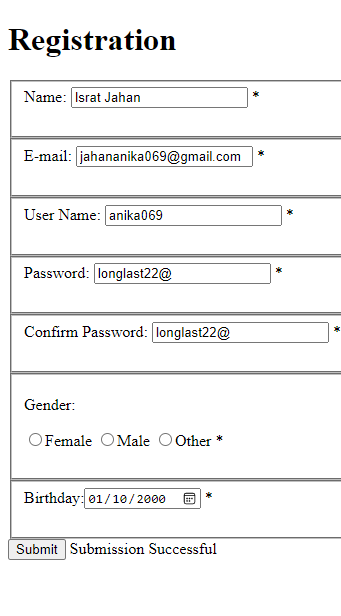 Registration
Name: Israt Jahan *
E-mail: jahananika069@gmail.com *
User Name: anika069 *
Password: longlast22@ *
Confirm Password: longlast22@ *
Gender:
Female Male Other *
Birthday: 01/10/2000 *
Submit Submission Successful